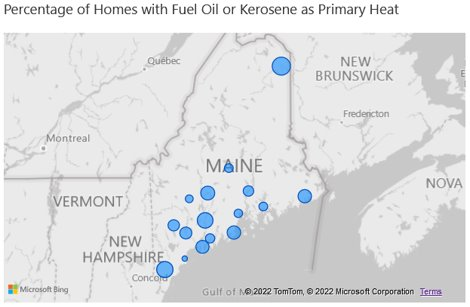 Percentage of Homes with Fuel Oil or Kerosene as Primary Heat
Québec
NEW
BRUNSWICK
Fredericton
Montreal
MAINE
NOVA
VERMONT
NEW
HAMPSHIRE
Concord
Microsoft Bing
Gulf of M
© 2022 TomTom, © 2022 Microsoft Corporation Terms